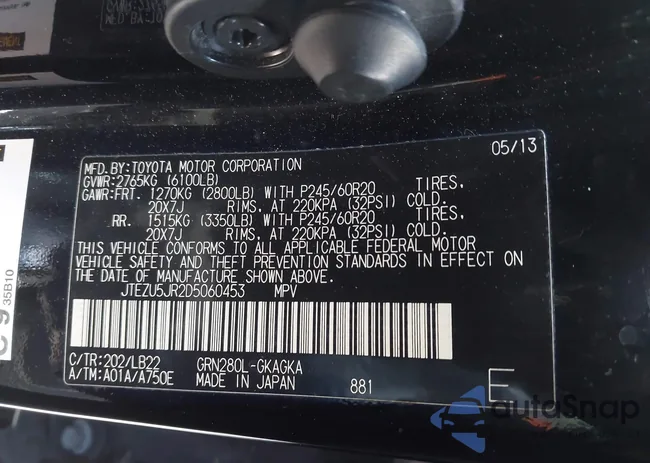 05/13
MFD.BY:TOYOTA MOTOR CORPORATION
GVWR:2765KG (6100LB)
GAWR:FRT. 1270KG (2800LB) WITH P245/60R20 TIRES,
20X7J RIMS, AT 220KPA (32PSI) COLD.
RR. 1515KG (3350LB) WITH P245/60R20 TIRES,
20X7J RIMS, AT 220KPA (32PSI) COLD.
THIS VEHICLE CONFORMS TO ALL APPLICABLE FEDERAL MOTOR
VEHICLE SAFETY AND THEFT PREVENTION STANDARDS IN EFFECT ON
THE DATE OF MANUFACTURE SHOWN ABOVE.
JTEZU5JR2D5060453 MPV
C/TR:202/LB22 GRN280L-GKAGKA
A/TM:A01A/A750E MADE IN JAPAN 881 E
C 9 35B10
autoSnap